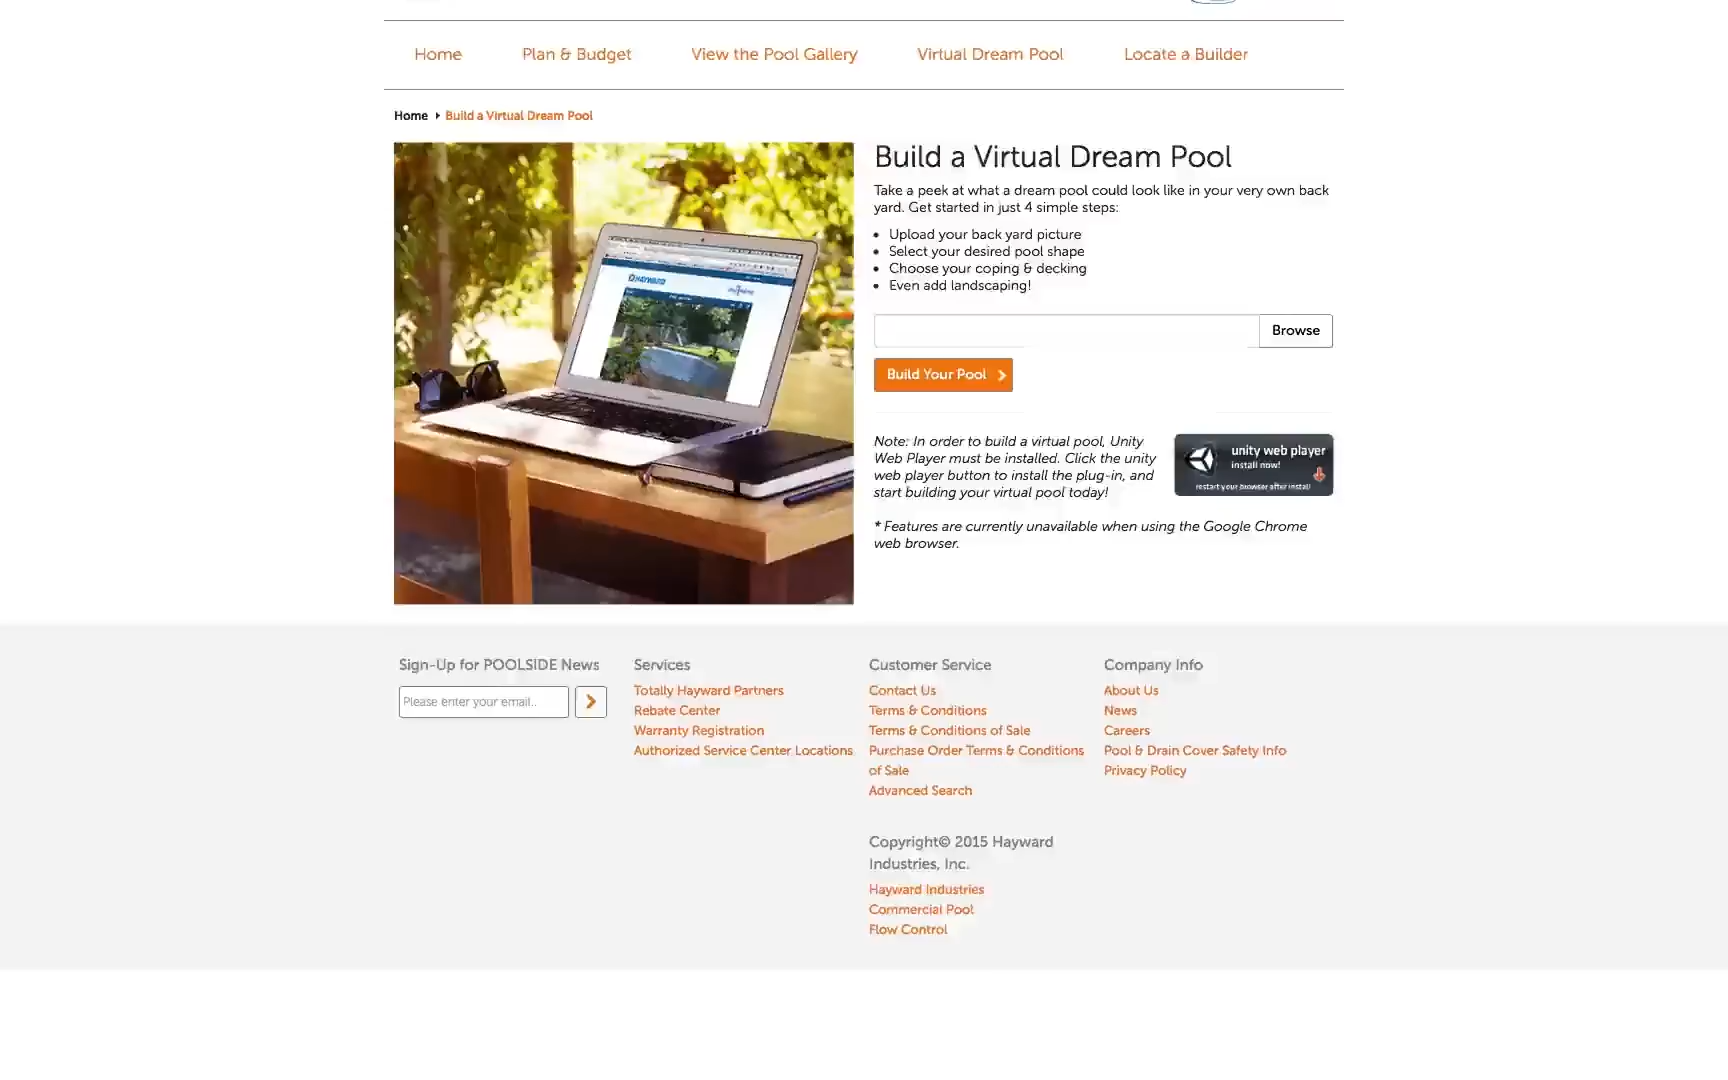 Home
Plan & Budget
View the Pool Gallery
Virtual Dream Pool
Locate a Builder
Home
Build a Virtual Dream Pool
HAYWARD
Build a Virtual Dream Pool
Take a peek at what a dream pool could look like in your very own back
yard. Get started in just 4 simple steps:
Upload your back yard picture
Select your desired pool shape
Choose your coping & decking
Even add landscaping!
Browse
Build Your Pool
Note: In order to build a virtual pool, Unity
Web Player must be installed. Click the unity
web player button to install the plug-in, and
start building your virtual pool today!
unity web player
install now!
restart your browser after install
* Features are currently unavailable when using the Google Chrome
web browser.
Sign-Up for POOLSIDE News
Please enter your email..
Services
Totally Hayward Partners
Rebate Center
Warranty Registration
Authorized Service Center Locations
Customer Service
Contact Us
Terms & Conditions
Terms & Conditions of Sale
Purchase Order Terms & Conditions
of Sale
Advanced Search
Company Info
About Us
News
Careers
Pool & Drain Cover Safety Info
Privacy Policy
Copyright© 2015 Hayward
Industries, Inc.
Hayward Industries
Commercial Pool
Flow Control